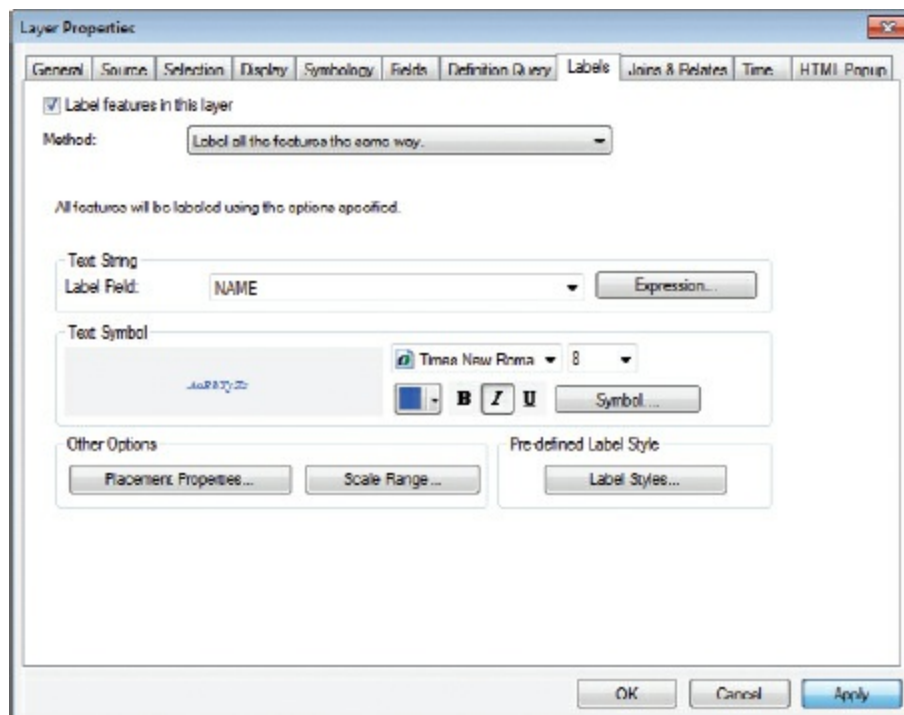 Layer Properties
General Source Selection Display Symbology Fields Definition Query Labels Joins & Relates Time HTML Popup
Label features in this layer
Method: Label all the features the same way.
All features will be labeled using the options specified.
Text String
Label Field: NAME Expression...
Text Symbol
AaBbYyZz Times New Roma 8
B I U Symbol...
Other Options Pre-defined Label Style
Placement Properties... Scale Range... Label Styles...
OK Cancel Apply